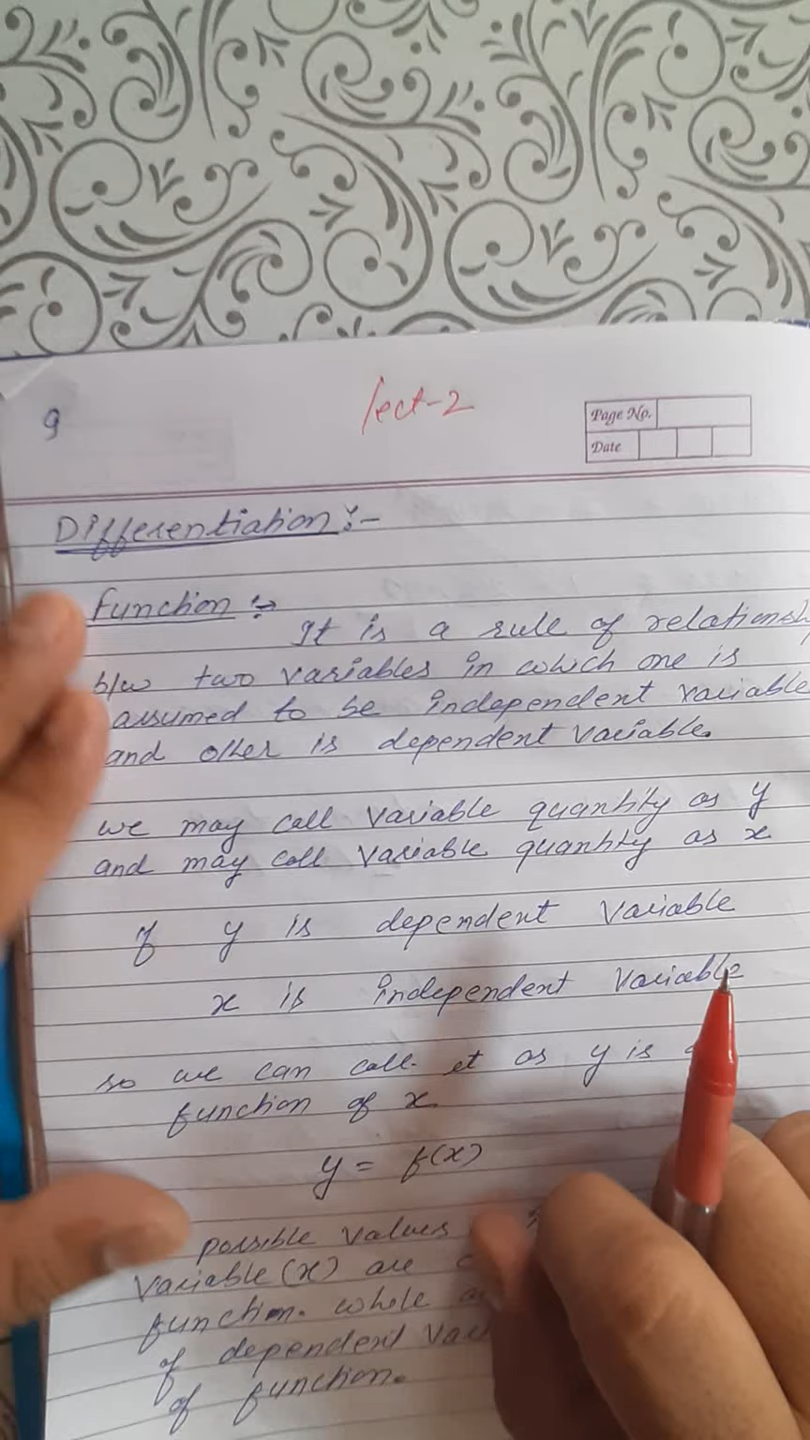 9
lect-2
Page No.
Date
Differentiation :-
Function :-
It is a rule of
b/w two variables in which one is
assumed to be independent variable
and other is dependent variable.
we may call variable quantity as y
and may call variable quantity as x
if y is dependent variable
x is independent variable
so we can call it as y is
function of x
y = f(x)
possible values
variable (x) are
function. while
of dependent
of function.